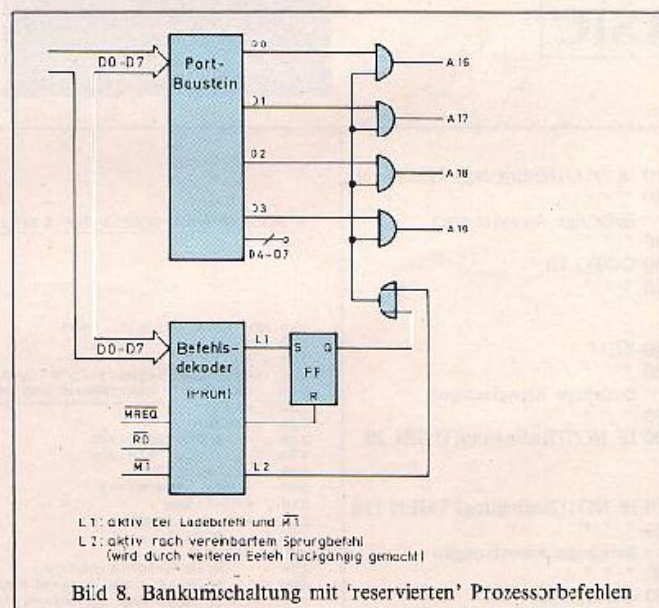 D0-D7
Port-
Baustein
D0
A 16
D1
A 17
D2
A 18
D3
A 19
D4-D7
D0-D7
Befehls-
dekoder
(PROM)
L1
S Q
FF
R
MREQ
RD
M1
L2
L1: aktiv bei Ladebefehl und M1
L2: aktiv nach vereinbartem Sprungbefehl
(wird durch weiteren Befehl rückgängig gemacht)
Bild 8. Bankumschaltung mit 'reservierten' Prozessorbefehlen